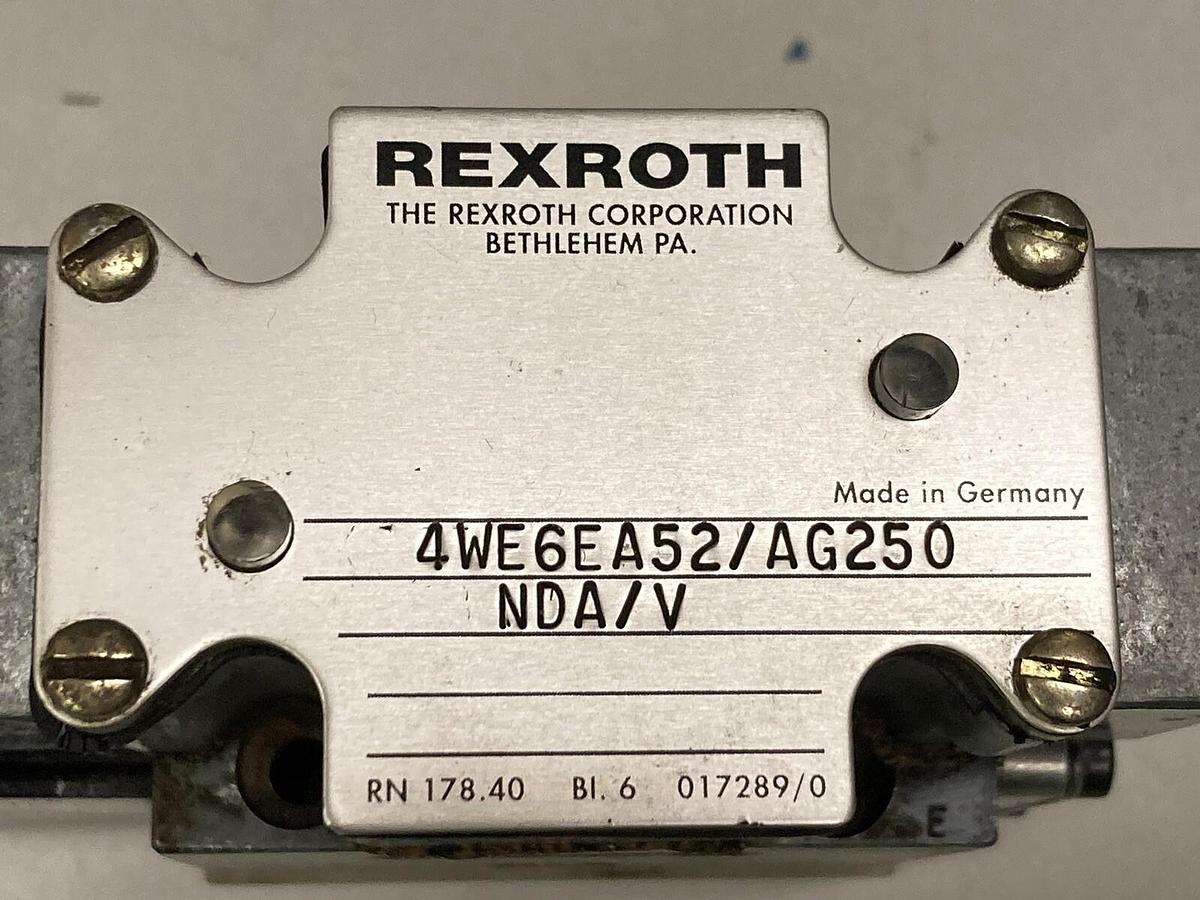 REXROTH
THE REXROTH CORPORATION
BETHLEHEM PA.
Made in Germany
4WE6EA52/AG250
NDA/V
RN 178.40 Bl. 6 017289/0
E